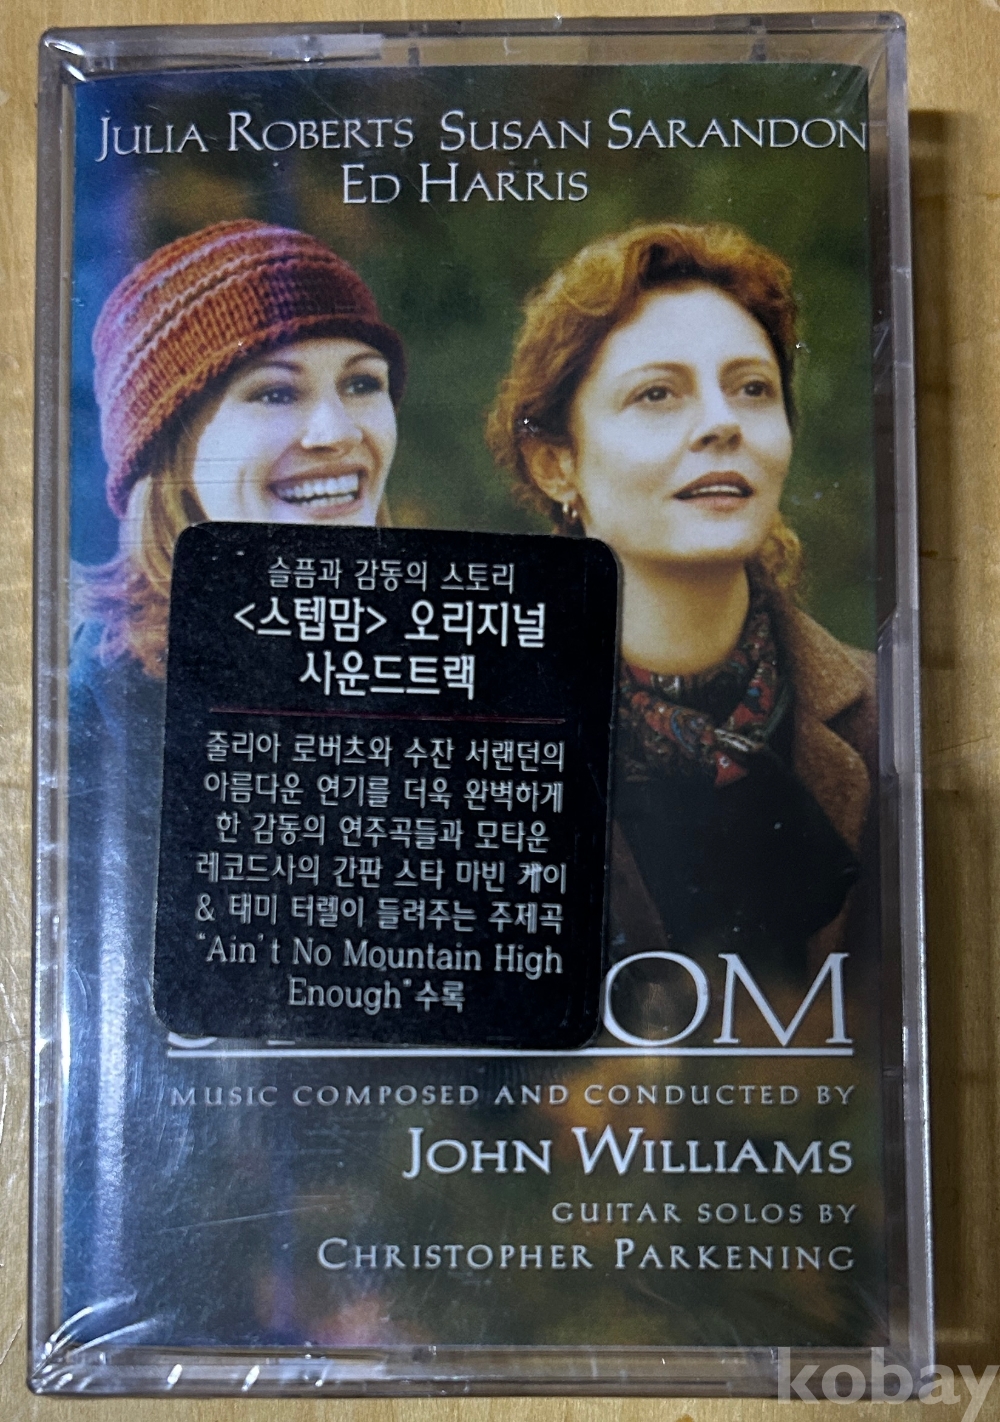 JULIA ROBERTS SUSAN SARANDON
ED HARRIS
슬픔과 감동의 스토리
<스텝맘> 오리지널
사운드트랙
줄리아 로버츠와 수잔 서랜던의
아름다운 연기를 더욱 완벽하게
한 감동의 연주곡들과 모타운
레코드사의 간판 스타 마빈 게이
& 태미 터렐이 들려주는 주제곡
"Ain't No Mountain High
Enough" 수록
OM
MUSIC COMPOSED AND CONDUCTED BY
JOHN WILLIAMS
GUITAR SOLOS BY
CHRISTOPHER PARKENING
kobay